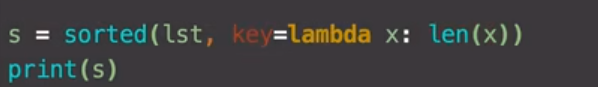 s = sorted(lst, key=lambda x: len(x))
print(s)